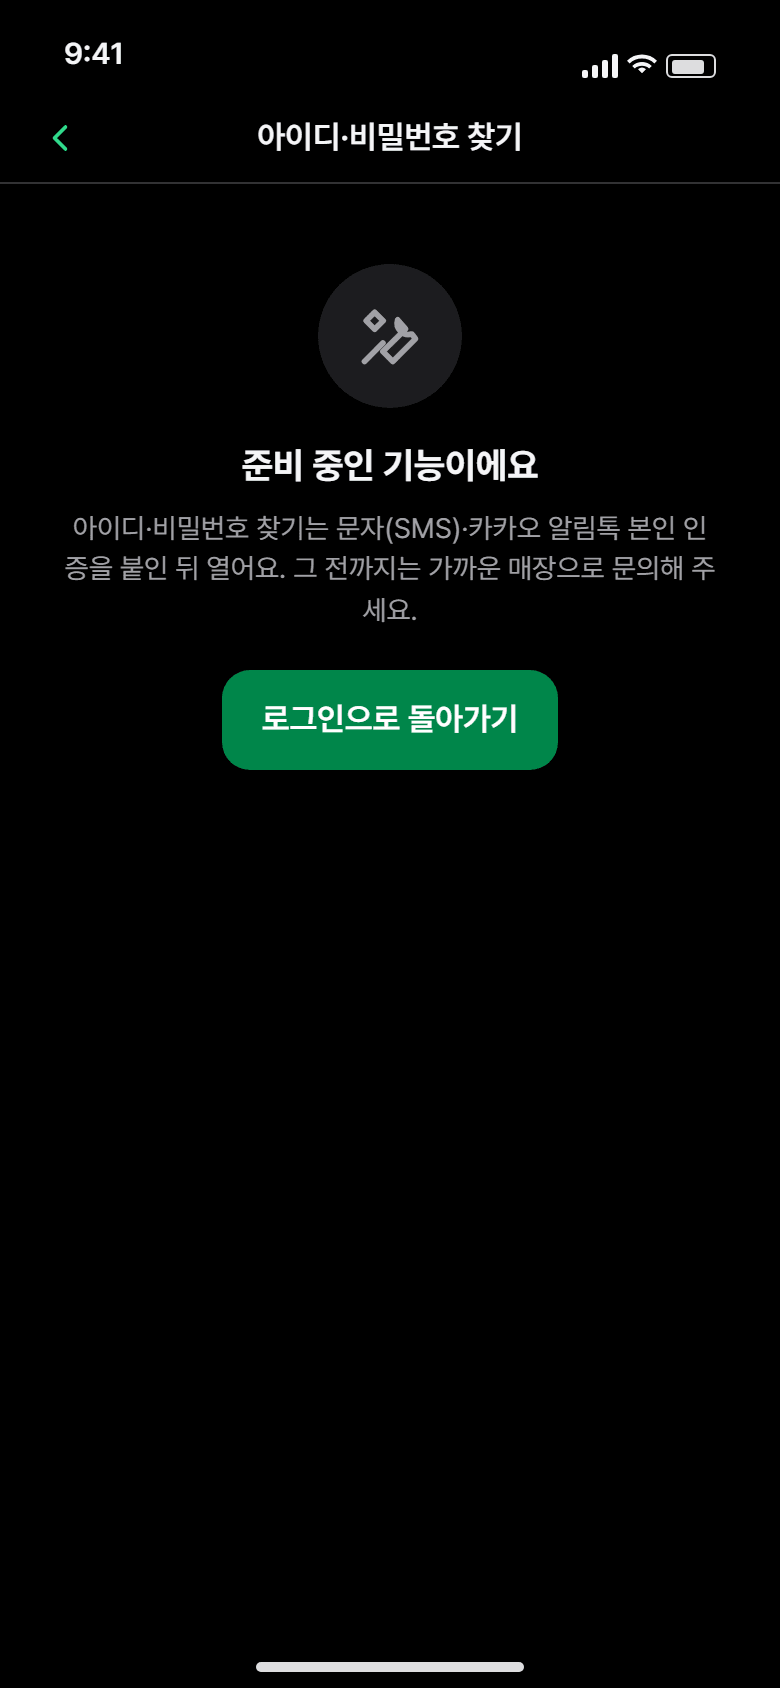 9:41
아이디·비밀번호 찾기
준비 중인 기능이에요
아이디·비밀번호 찾기는 문자(SMS)·카카오 알림톡 본인 인
증을 붙인 뒤 열어요. 그 전까지는 가까운 매장으로 문의해 주
세요.
로그인으로 돌아가기